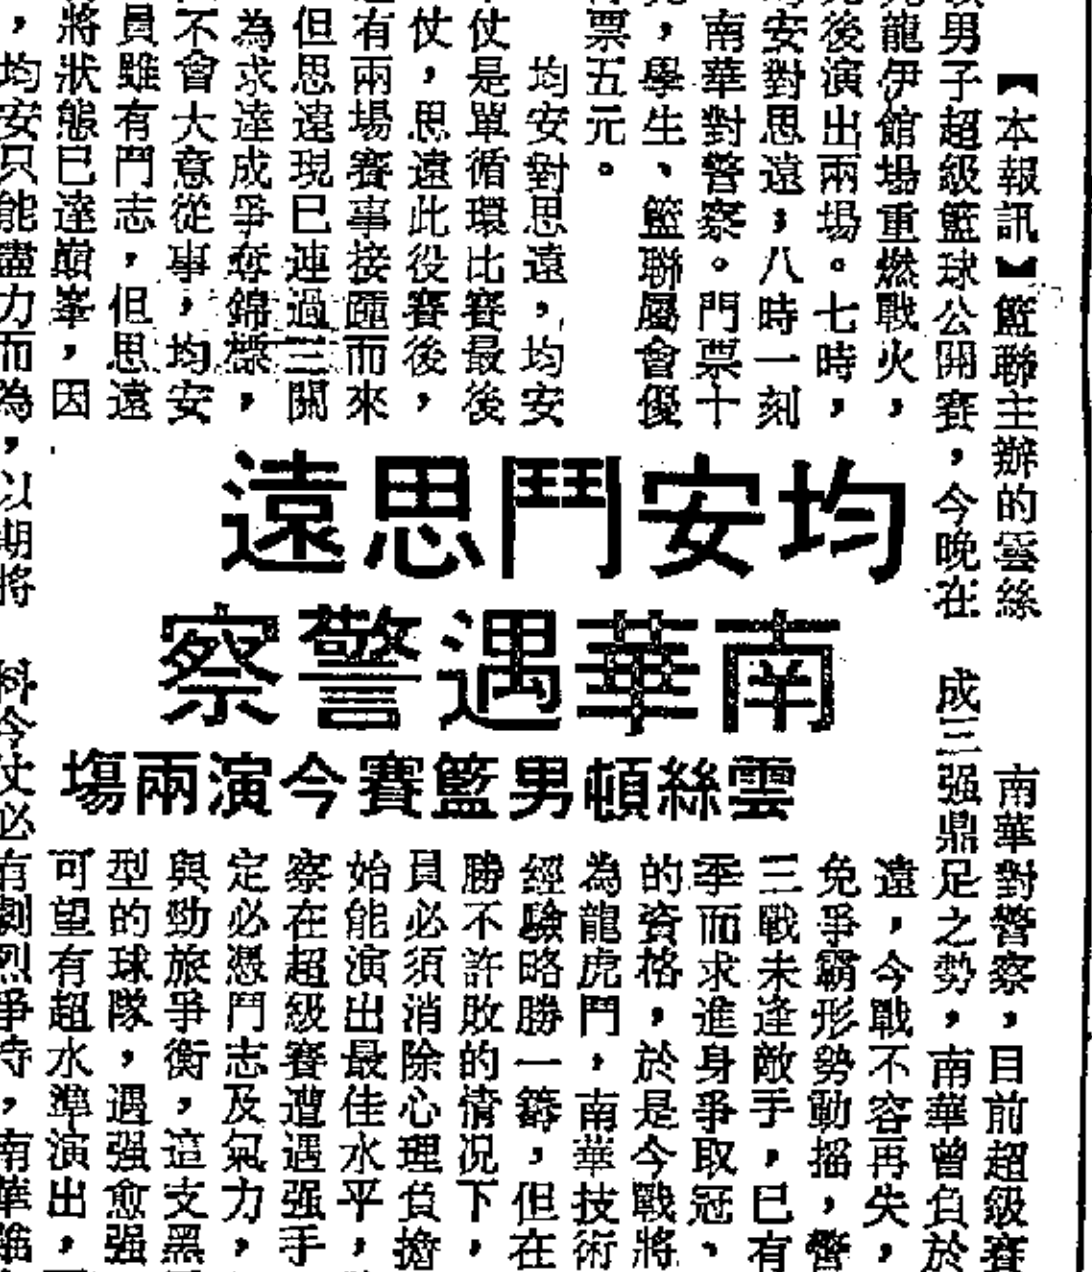 均安鬥思遠
南華遇警察
雲絲頓男籃賽今演兩塲
【本報訊】籃聯主辦的雲絲
男子超級籃球公開賽,今晚在
龍伊館場重燃戰火,
後演出兩場。七時,
安對思遠;八時一刻
南華對警察。門票十
,學生、籃聯屬會優
票五元。
均安對思遠,均安
仗是單循環比賽最後
仗,思遠此役賽後,
有兩場賽事接踵而來
但思遠現已連過三關
為求達成爭奪錦標,
不會大意從事,均安
員雖有鬥志,但思遠
將狀態已達巔峯,因
,均安只能盡力而為,以期將
南華對警察,目前超級賽
成三强鼎足之勢,南華曾負於
遠,今戰不容再失,
免爭霸形勢動搖,警
三戰未逢敵手,已有
季而求進身爭取冠、
的資格,於是今戰將
為龍虎鬥,南華技術
經驗略勝一籌,但在
勝不許敗的情况下,
員必須消除心理負擔
始能演出最佳水平,
察在超級賽遭遇强手
定必憑鬥志及氣力,
與勁旅爭衡,這支黑
型的球隊,遇强愈强
可望有超水準演出,
料今仗必有劇烈爭持,南華雖